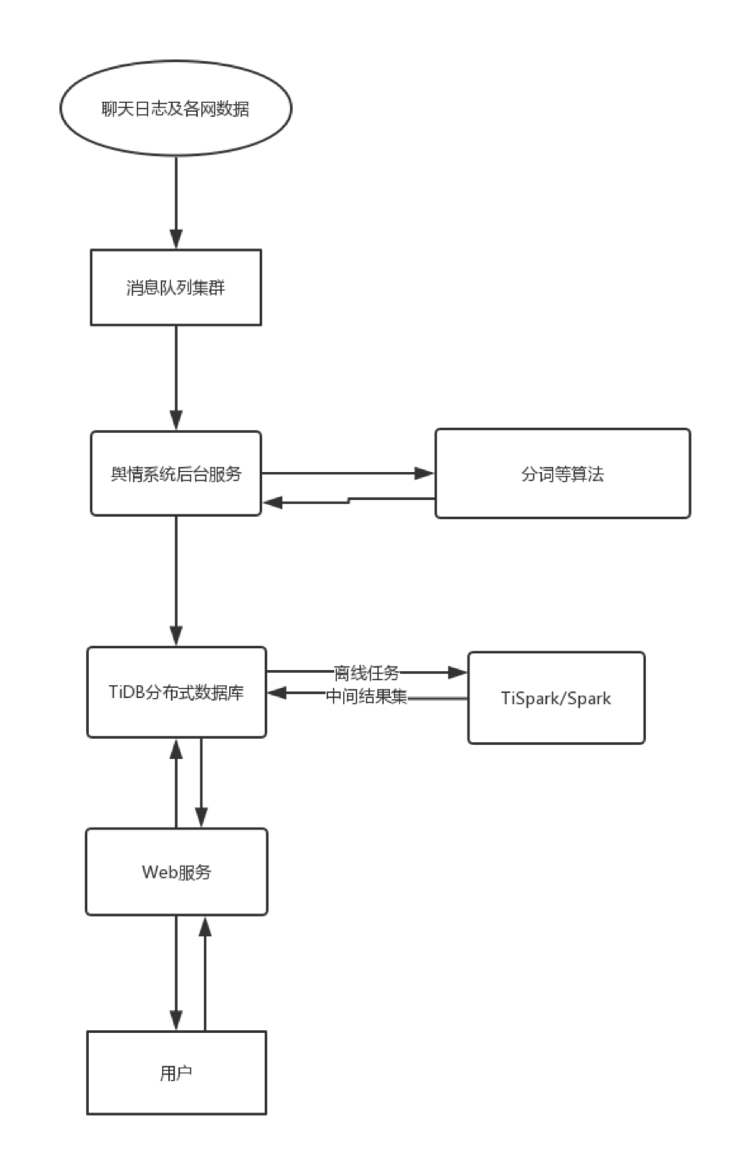 聊天日志及各网数据
消息队列集群
舆情系统后台服务
分词等算法
TiDB分布式数据库
离线任务
中间结果集
TiSpark/Spark
Web服务
用户